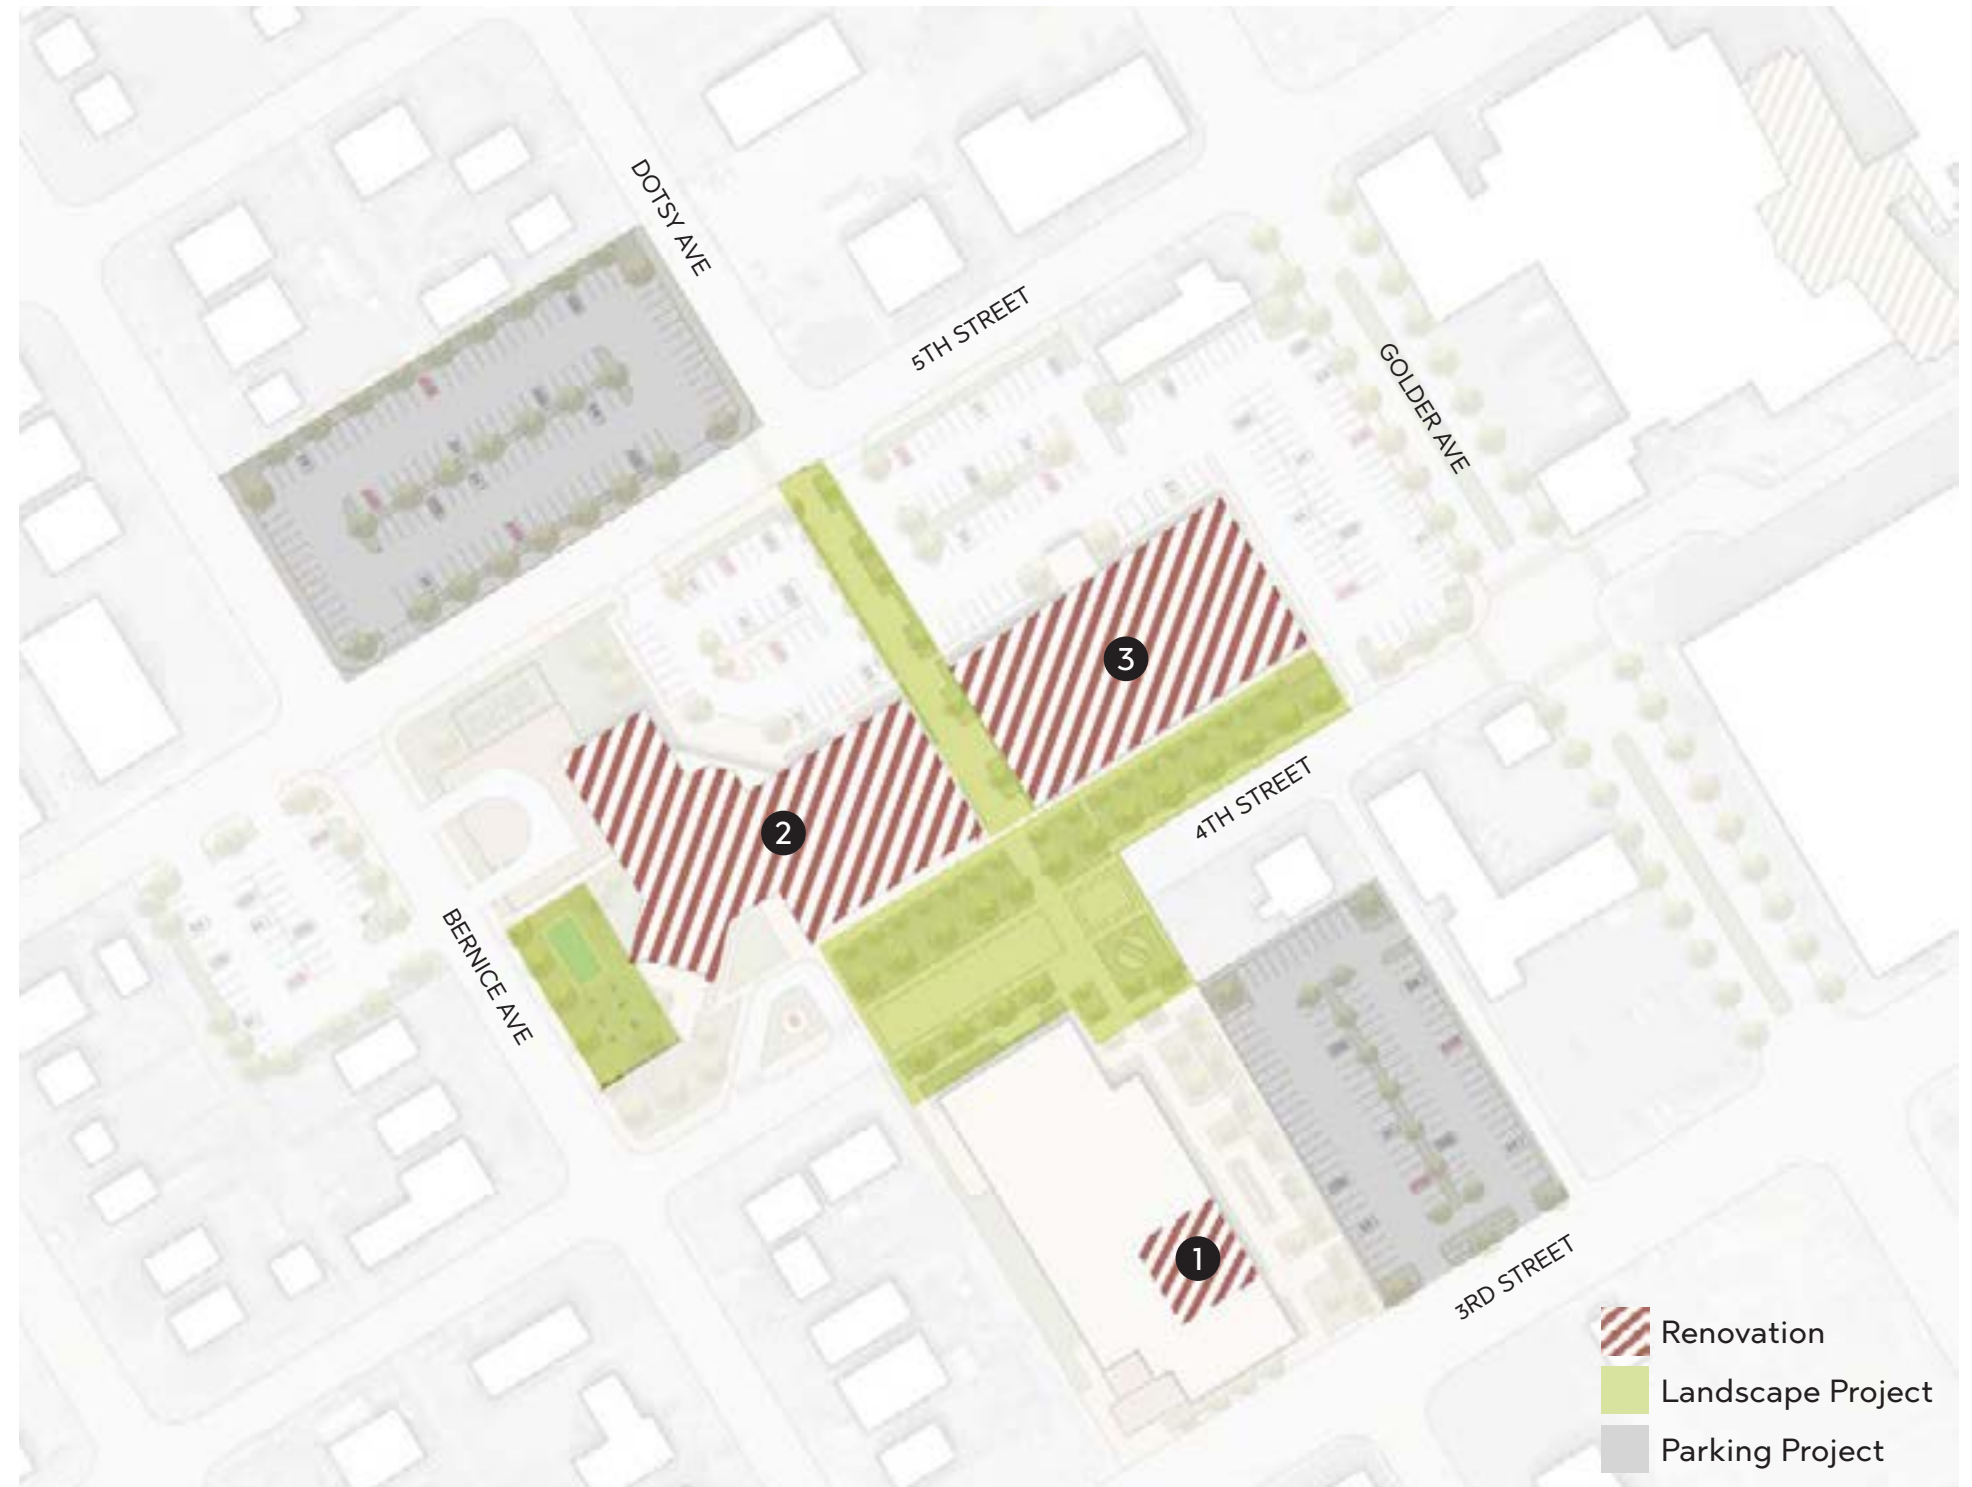 DOTSY AVE
5TH STREET
GOLDER AVE
3
4TH STREET
2
BERNICE AVE
1
3RD STREET
Renovation
Landscape Project
Parking Project